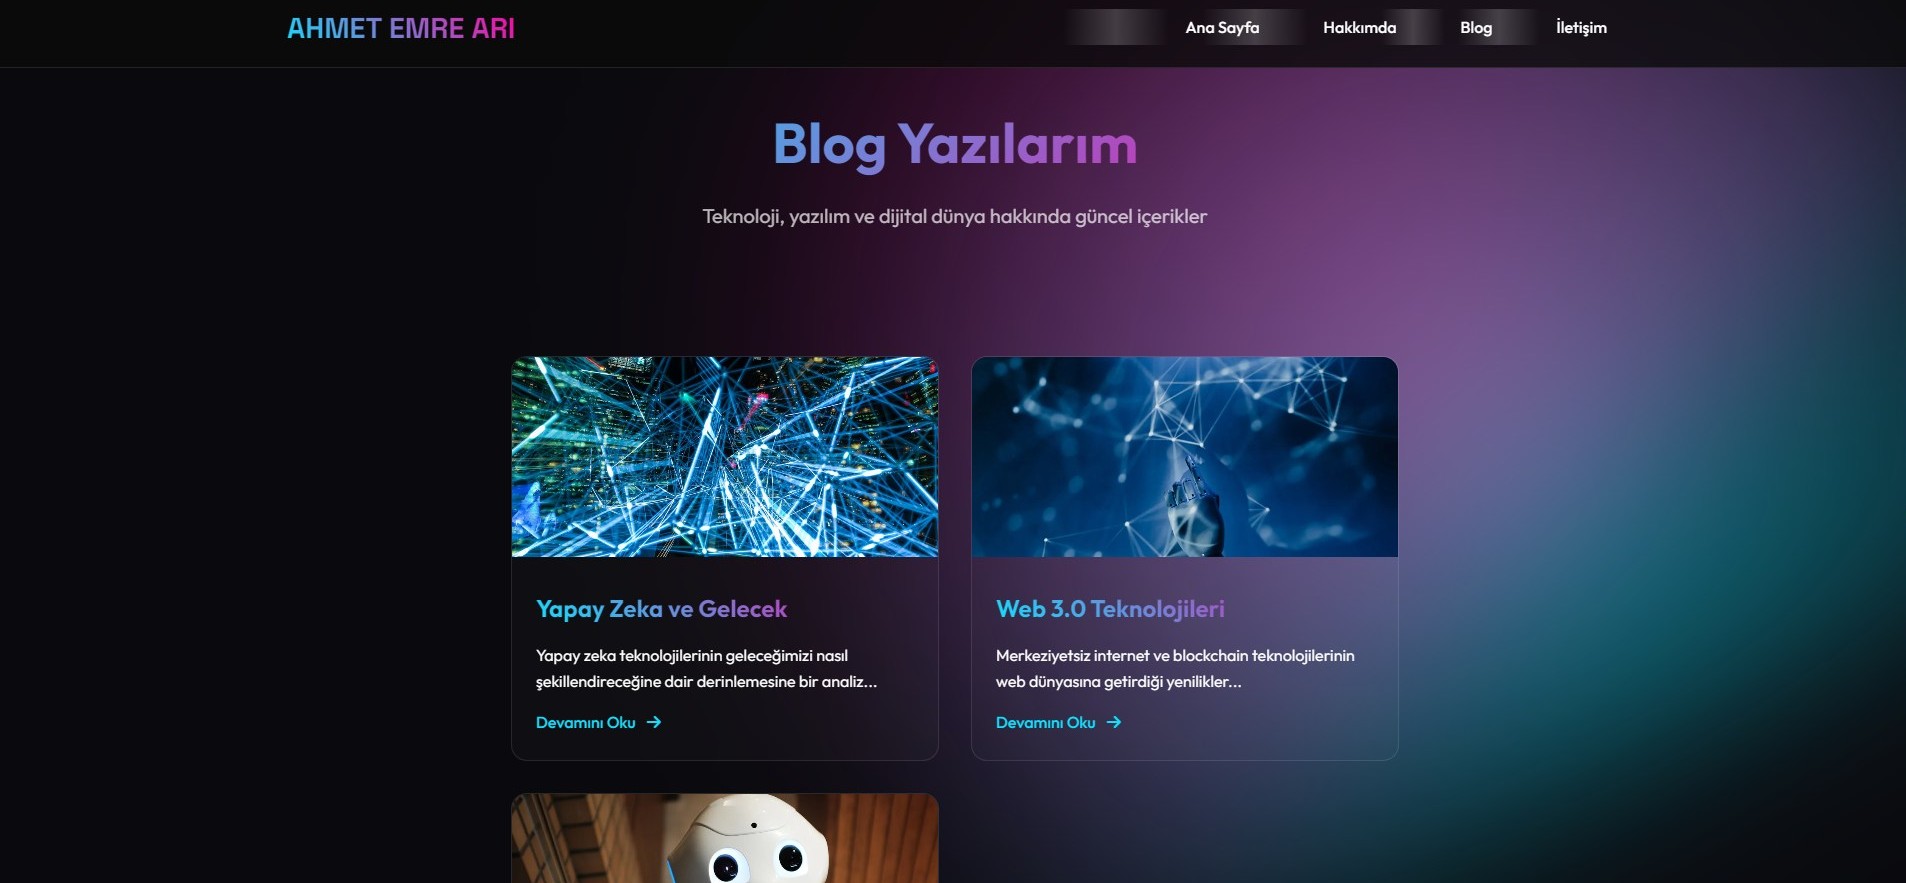 AHMET EMRE ARI
Ana Sayfa
Hakkımda
Blog
İletişim
Blog Yazılarım
Teknoloji, yazılım ve dijital dünya hakkında güncel içerikler
Yapay Zeka ve Gelecek
Yapay zeka teknolojilerinin geleceğimizi nasıl
şekillendireceğine dair derinlemesine bir analiz...
Devamını Oku →
Web 3.0 Teknolojileri
Merkeziyetsiz internet ve blockchain teknolojilerinin
web dünyasına getirdiği yenilikler...
Devamını Oku →